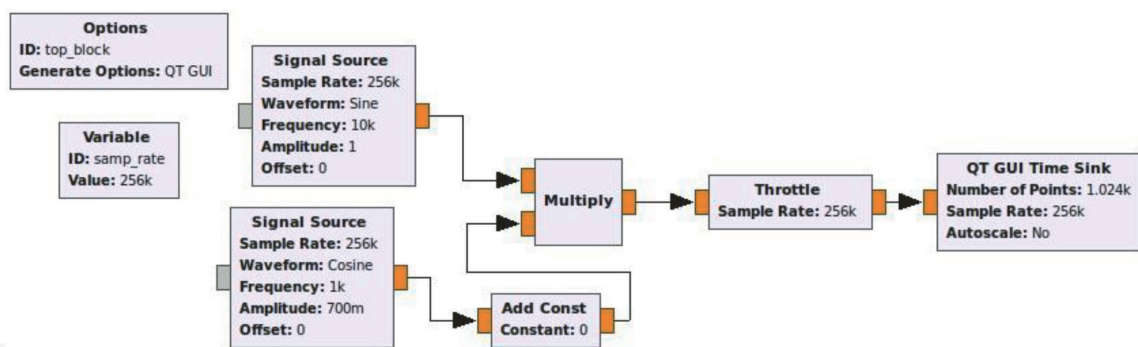 Options
ID: top_block
Generate Options: QT GUI
Variable
ID: samp_rate
Value: 256k
Signal Source
Sample Rate: 256k
Waveform: Sine
Frequency: 10k
Amplitude: 1
Offset: 0
Signal Source
Sample Rate: 256k
Waveform: Cosine
Frequency: 1k
Amplitude: 700m
Offset: 0
Add Const
Constant: 0
Multiply
Throttle
Sample Rate: 256k
QT GUI Time Sink
Number of Points: 1.024k
Sample Rate: 256k
Autoscale: No